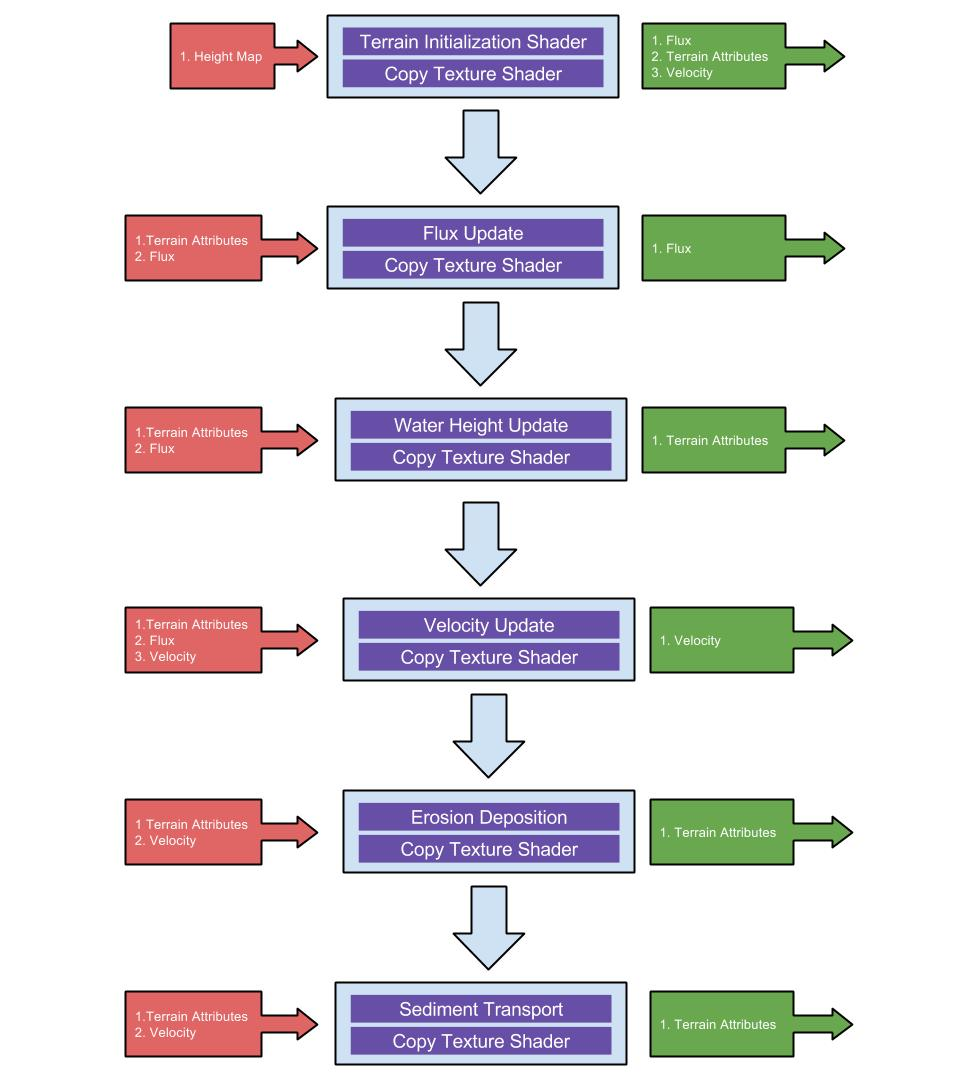 1. Height Map
Terrain Initialization Shader
Copy Texture Shader
1. Flux
2. Terrain Attributes
3. Velocity
1.Terrain Attributes
2. Flux
Flux Update
Copy Texture Shader
1. Flux
1.Terrain Attributes
2. Flux
Water Height Update
Copy Texture Shader
1. Terrain Attributes
1.Terrain Attributes
2. Flux
3. Velocity
Velocity Update
Copy Texture Shader
1. Velocity
1 Terrain Attributes
2. Velocity
Erosion Deposition
Copy Texture Shader
1. Terrain Attributes
1.Terrain Attributes
2. Velocity
Sediment Transport
Copy Texture Shader
1. Terrain Attributes